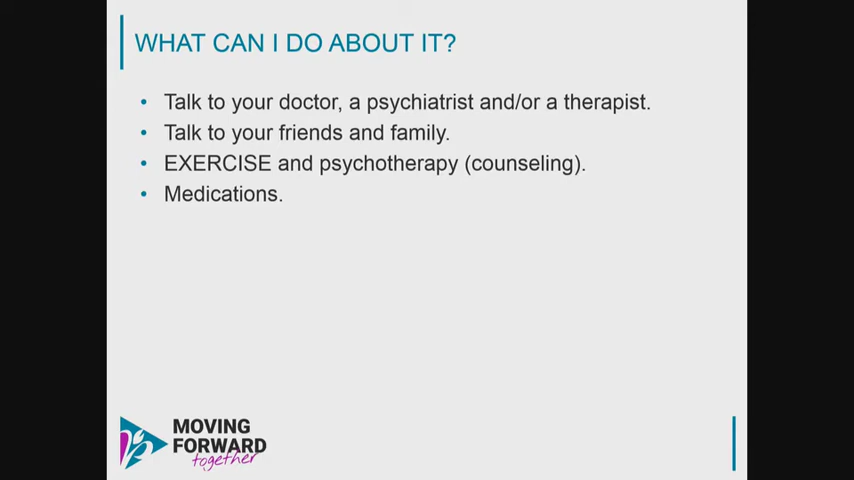 WHAT CAN I DO ABOUT IT?
• Talk to your doctor, a psychiatrist and/or a therapist.
• Talk to your friends and family.
• EXERCISE and psychotherapy (counseling).
• Medications.
MOVING
FORWARD
together